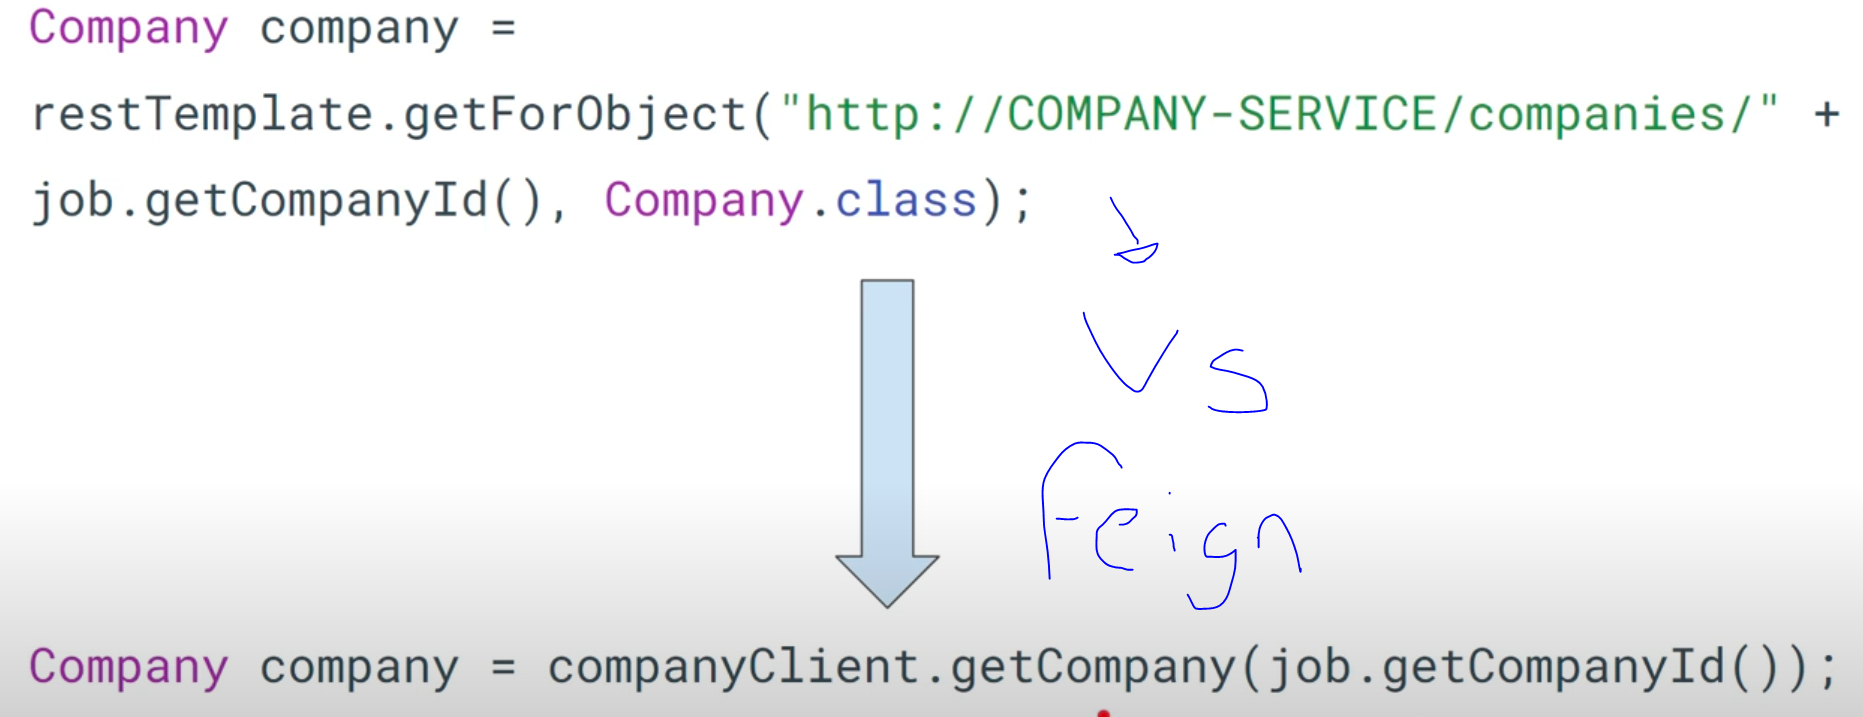 Company company =
restTemplate.getForObject("http://COMPANY-SERVICE/companies/" +
job.getCompanyId(), Company.class);
VS
Feign
Company company = companyClient.getCompany(job.getCompanyId());